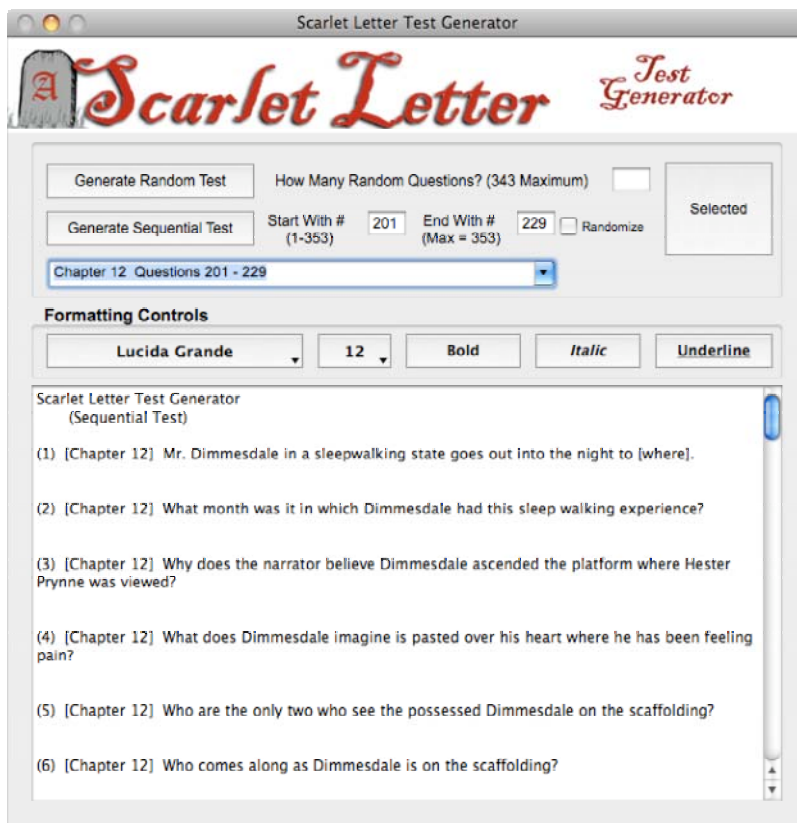 Scarlet Letter Test Generator
A Scarlet Letter
Test
Generator
Generate Random Test How Many Random Questions? (343 Maximum)
Selected
Generate Sequential Test Start With # 201 End With # 229 Randomize
(1-353) (Max = 353)
Chapter 12 Questions 201 - 229
Formatting Controls
Lucida Grande 12 Bold Italic Underline
Scarlet Letter Test Generator
(Sequential Test)
(1) [Chapter 12] Mr. Dimmesdale in a sleepwalking state goes out into the night to [where].
(2) [Chapter 12] What month was it in which Dimmesdale had this sleep walking experience?
(3) [Chapter 12] Why does the narrator believe Dimmesdale ascended the platform where Hester
Prynne was viewed?
(4) [Chapter 12] What does Dimmesdale imagine is pasted over his heart where he has been feeling
pain?
(5) [Chapter 12] Who are the only two who see the possessed Dimmesdale on the scaffolding?
(6) [Chapter 12] Who comes along as Dimmesdale is on the scaffolding?